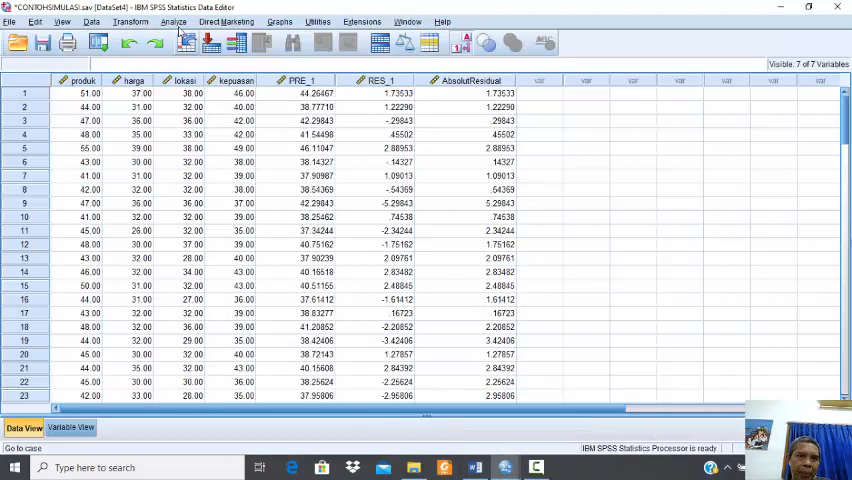 *CONTOHSIMULASI.sav [DataSet4] - IBM SPSS Statistics Data Editor
File Edit View Data Transform Analyze Direct Marketing Graphs Utilities Extensions Window Help
Visible: 7 of 7 Variables
produk harga lokasi kepuasan PRE_1 RES_1 AbsolutResidual var var var var var var var
1 51.00 37.00 38.00 46.00 44.26467 1.73533 1.73533
2 44.00 31.00 32.00 40.00 38.77710 1.22290 1.22290
3 47.00 36.00 36.00 42.00 42.29843 -.29843 .29843
4 48.00 35.00 33.00 42.00 41.54498 .45502 .45502
5 55.00 39.00 38.00 49.00 46.11047 2.88953 2.88953
6 43.00 30.00 32.00 38.00 38.14327 -.14327 .14327
7 41.00 31.00 32.00 39.00 37.90987 1.09013 1.09013
8 42.00 32.00 32.00 38.00 38.54369 -.54369 .54369
9 47.00 36.00 36.00 37.00 42.29843 -5.29843 5.29843
10 41.00 32.00 32.00 39.00 38.25462 .74538 .74538
11 45.00 26.00 32.00 35.00 37.34244 -2.34244 2.34244
12 48.00 30.00 37.00 39.00 40.75162 -1.75162 1.75162
13 43.00 32.00 28.00 40.00 37.90239 2.09761 2.09761
14 46.00 32.00 34.00 43.00 40.16518 2.83482 2.83482
15 50.00 31.00 32.00 43.00 40.51155 2.48845 2.48845
16 44.00 31.00 27.00 36.00 37.61412 -1.61412 1.61412
17 43.00 32.00 32.00 39.00 38.83277 .16723 .16723
18 48.00 32.00 36.00 39.00 41.20852 -2.20852 2.20852
19 44.00 32.00 29.00 35.00 38.42406 -3.42406 3.42406
20 45.00 30.00 32.00 40.00 38.72143 1.27857 1.27857
21 44.00 35.00 32.00 43.00 40.15608 2.84392 2.84392
22 45.00 30.00 30.00 36.00 38.25624 -2.25624 2.25624
23 42.00 33.00 28.00 35.00 37.95806 -2.95806 2.95806
Data View Variable View
Go to case IBM SPSS Statistics Processor is ready
Type here to search